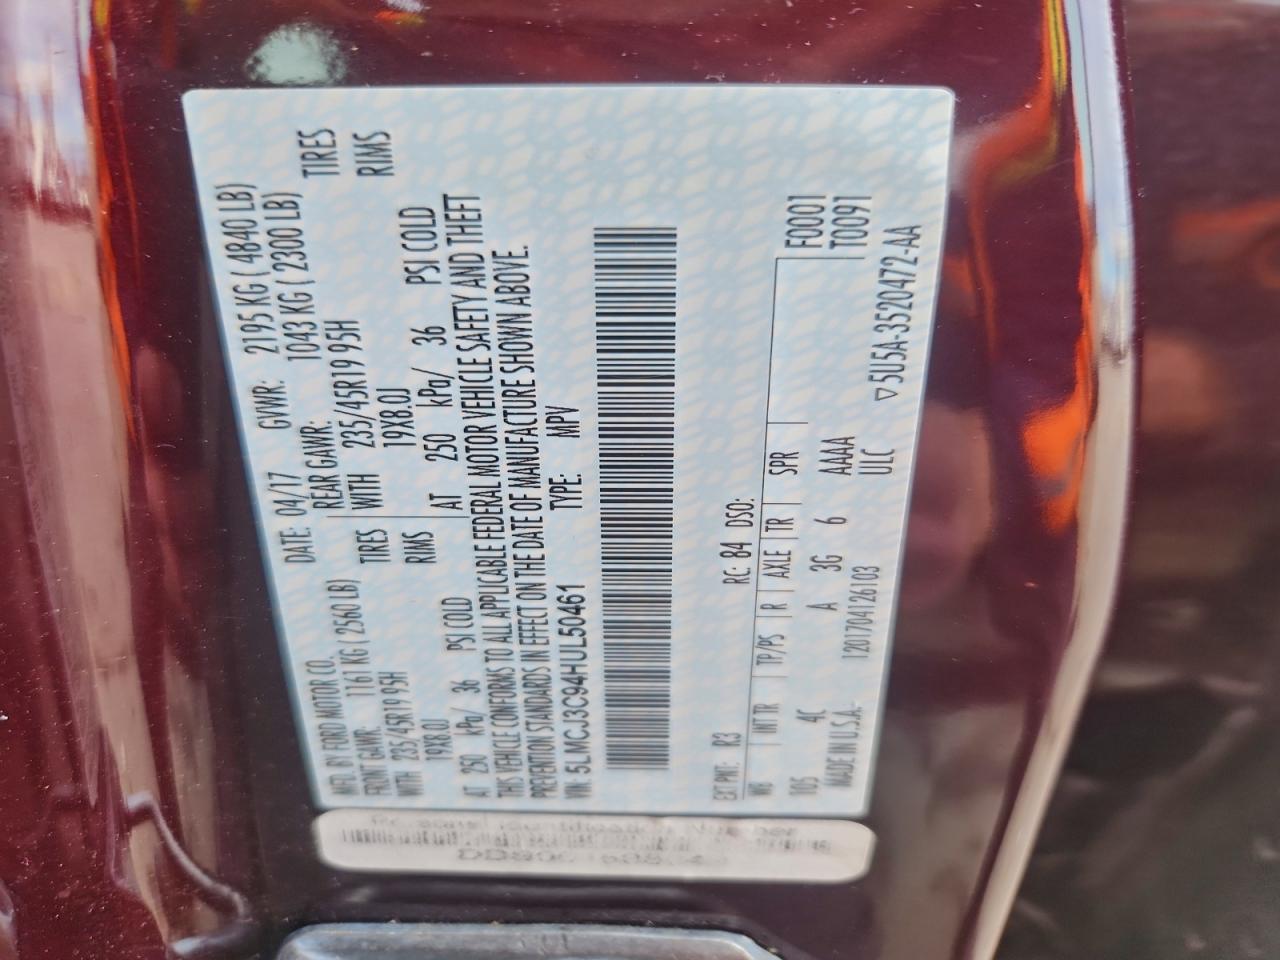 MFD. BY FORD MOTOR CO. DATE: 04/17 GVWR: 2195 KG ( 4840 LB)
FRONT GAWR: 1161 KG ( 2560 LB) REAR GAWR: 1043 KG ( 2300 LB)
WITH 235/45R19 95H TIRES WITH 235/45R19 95H TIRES
19X8.0J RIMS 19X8.0J RIMS
AT 250 kPa/ 36 PSI COLD AT 250 kPa/ 36 PSI COLD
THIS VEHICLE CONFORMS TO ALL APPLICABLE FEDERAL MOTOR VEHICLE SAFETY AND THEFT
PREVENTION STANDARDS IN EFFECT ON THE DATE OF MANUFACTURE SHOWN ABOVE.
VIN: 5LMCJ3C94HUL50461 TYPE: MPV
EXT PNT: R3 RC: 84 DSO:
WB INT TR TP/PS R AXLE TR SPR F0001
105 4C A 3G 6 AAAA T0091
MADE IN U.S.A. 1201704126103 ULC
▽5U5A-3520472-AA